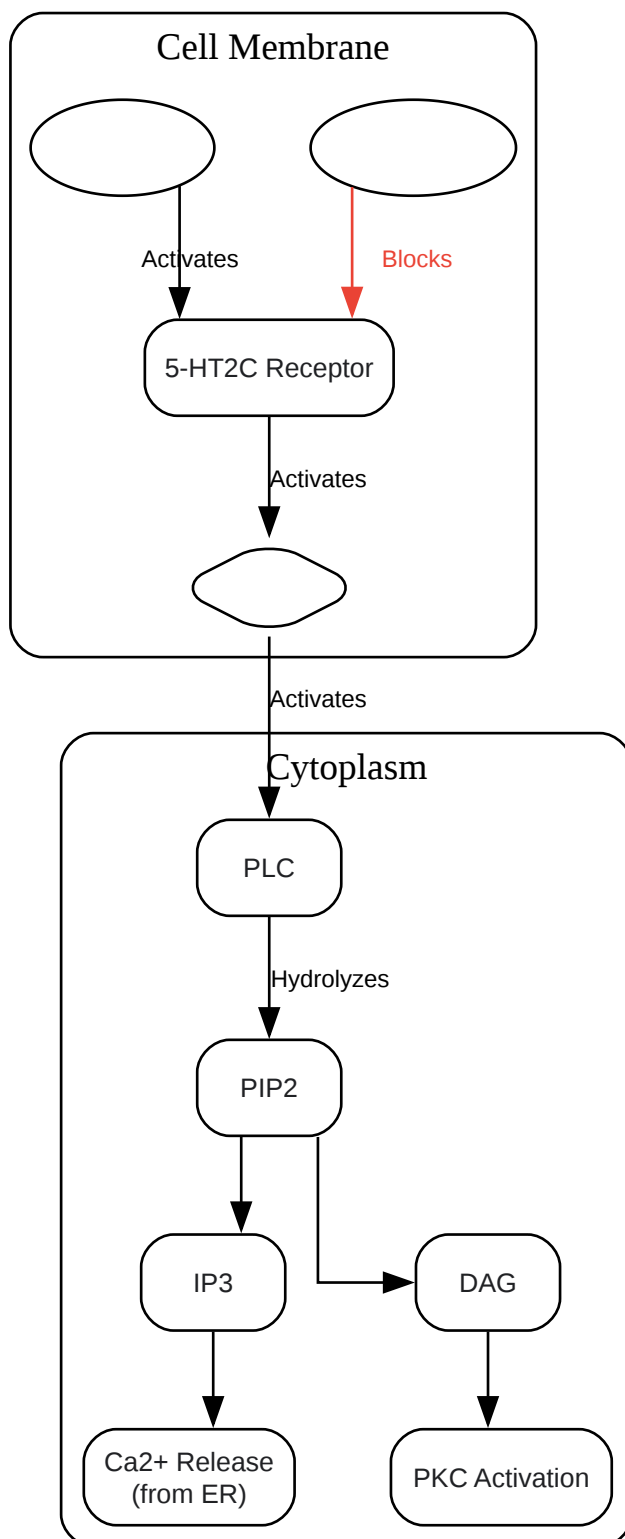 Cell Membrane
Activates
Blocks
5-HT2C Receptor
Activates
Activates
Cytoplasm
PLC
Hydrolyzes
PIP2
IP3
DAG
Ca2+ Release
(from ER)
PKC Activation